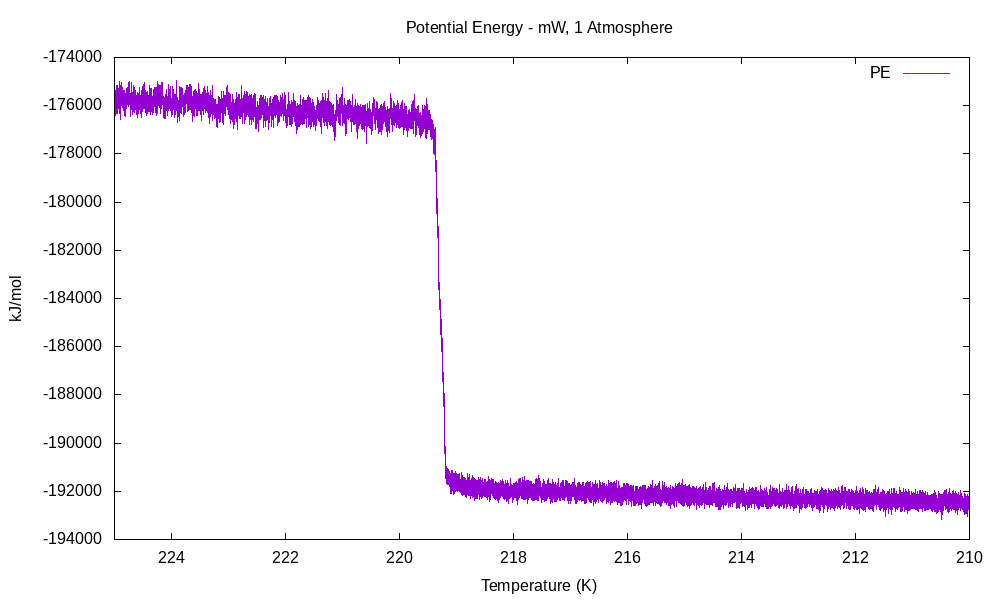 Potential Energy - mW, 1 Atmosphere
PE
-174000
-176000
-178000
-180000
-182000
-184000
-186000
-188000
-190000
-192000
-194000
kJ/mol
224 222 220 218 216 214 212 210
Temperature (K)